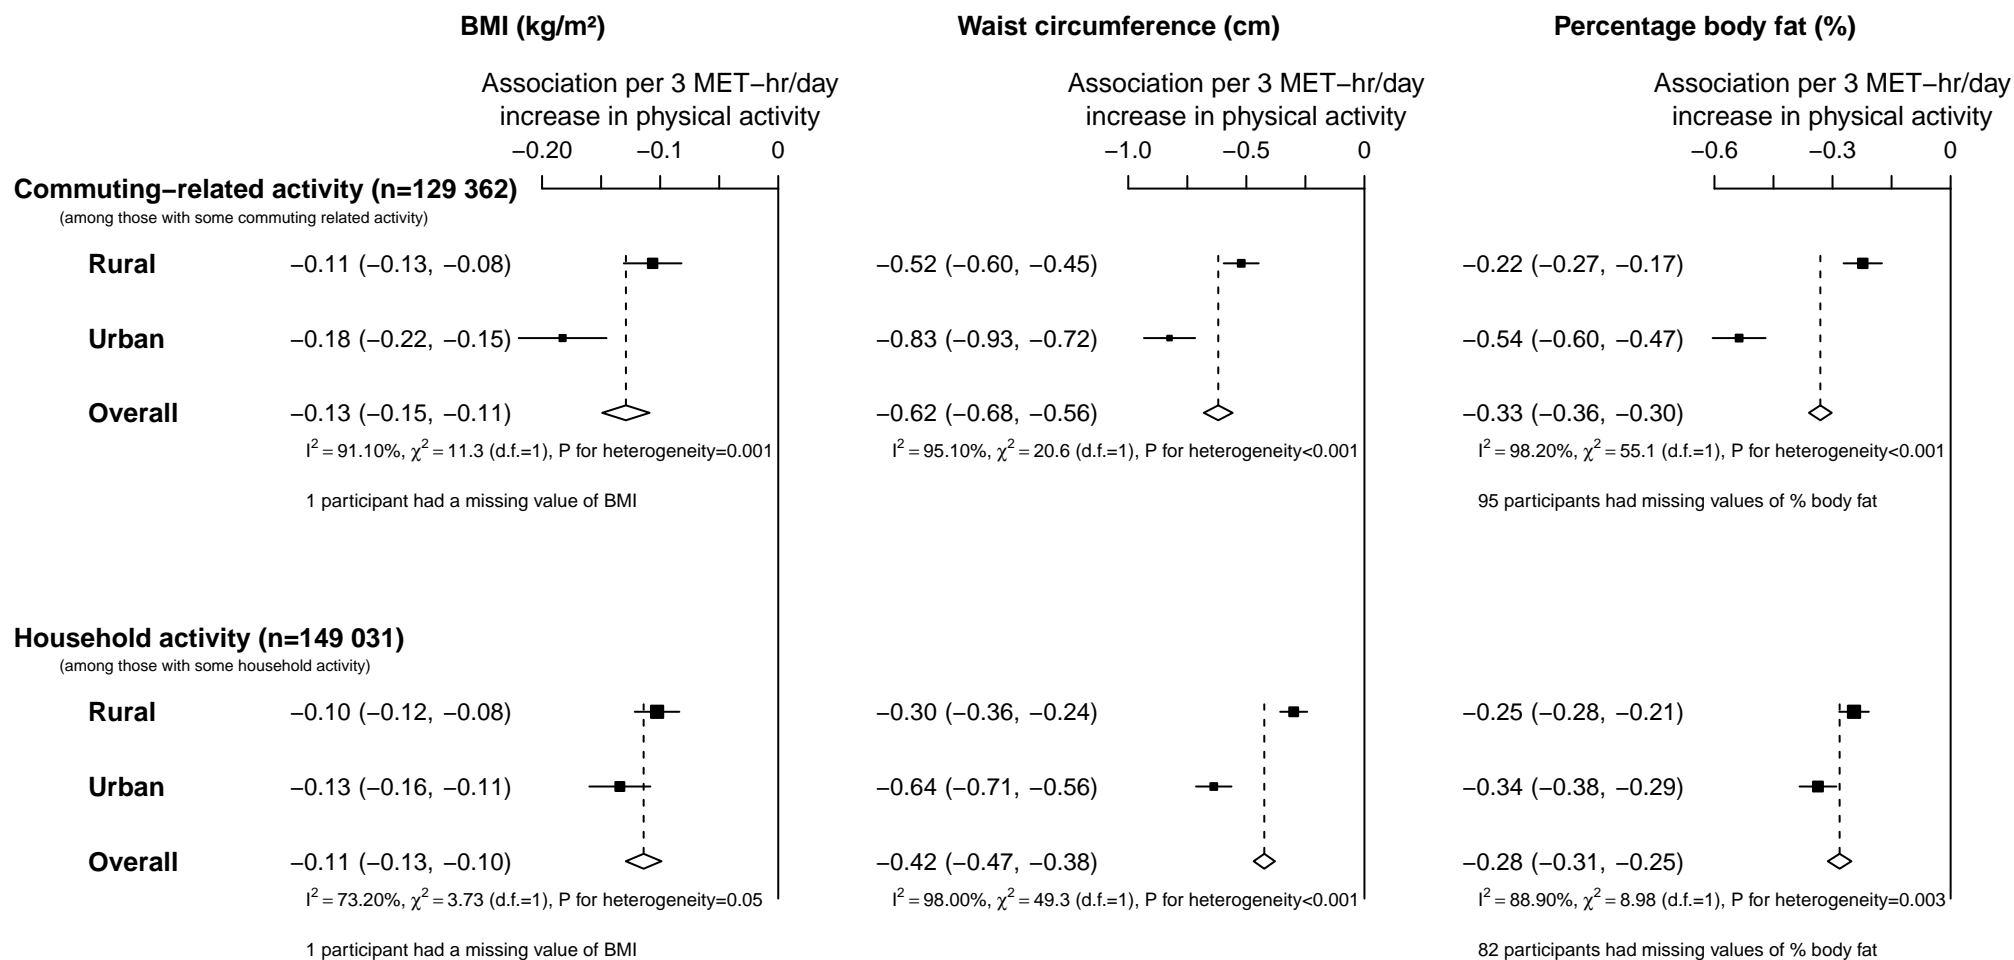 BMI (kg/m²) Waist circumference (cm) Percentage body fat (%)
Association per 3 MET−hr/day Association per 3 MET−hr/day Association per 3 MET−hr/day
increase in physical activity increase in physical activity increase in physical activity
−0.20 −0.1 0 −1.0 −0.5 0 −0.6 −0.3 0
Commuting−related activity (n=129 362)
(among those with some commuting related activity)
Rural −0.11 (−0.13, −0.08) −0.52 (−0.60, −0.45) −0.22 (−0.27, −0.17)
Urban −0.18 (−0.22, −0.15) −0.83 (−0.93, −0.72) −0.54 (−0.60, −0.47)
Overall −0.13 (−0.15, −0.11) −0.62 (−0.68, −0.56) −0.33 (−0.36, −0.30)
I² = 91.10%, χ² = 11.3 (d.f.=1), P for heterogeneity=0.001 I² = 95.10%, χ² = 20.6 (d.f.=1), P for heterogeneity<0.001 I² = 98.20%, χ² = 55.1 (d.f.=1), P for heterogeneity<0.001
1 participant had a missing value of BMI 95 participants had missing values of % body fat
Household activity (n=149 031)
(among those with some household activity)
Rural −0.10 (−0.12, −0.08) −0.30 (−0.36, −0.24) −0.25 (−0.28, −0.21)
Urban −0.13 (−0.16, −0.11) −0.64 (−0.71, −0.56) −0.34 (−0.38, −0.29)
Overall −0.11 (−0.13, −0.10) −0.42 (−0.47, −0.38) −0.28 (−0.31, −0.25)
I² = 73.20%, χ² = 3.73 (d.f.=1), P for heterogeneity=0.05 I² = 98.00%, χ² = 49.3 (d.f.=1), P for heterogeneity<0.001 I² = 88.90%, χ² = 8.98 (d.f.=1), P for heterogeneity=0.003
1 participant had a missing value of BMI 82 participants had missing values of % body fat